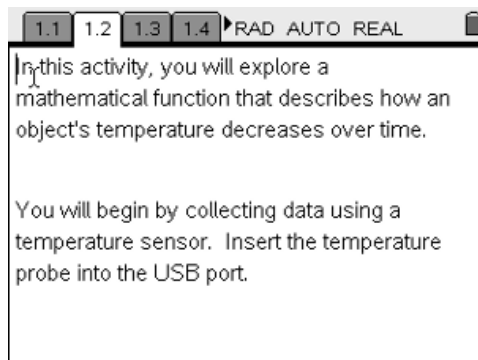 1.1 1.2 1.3 1.4 RAD AUTO REAL
In this activity, you will explore a
mathematical function that describes how an
object's temperature decreases over time.
You will begin by collecting data using a
temperature sensor. Insert the temperature
probe into the USB port.